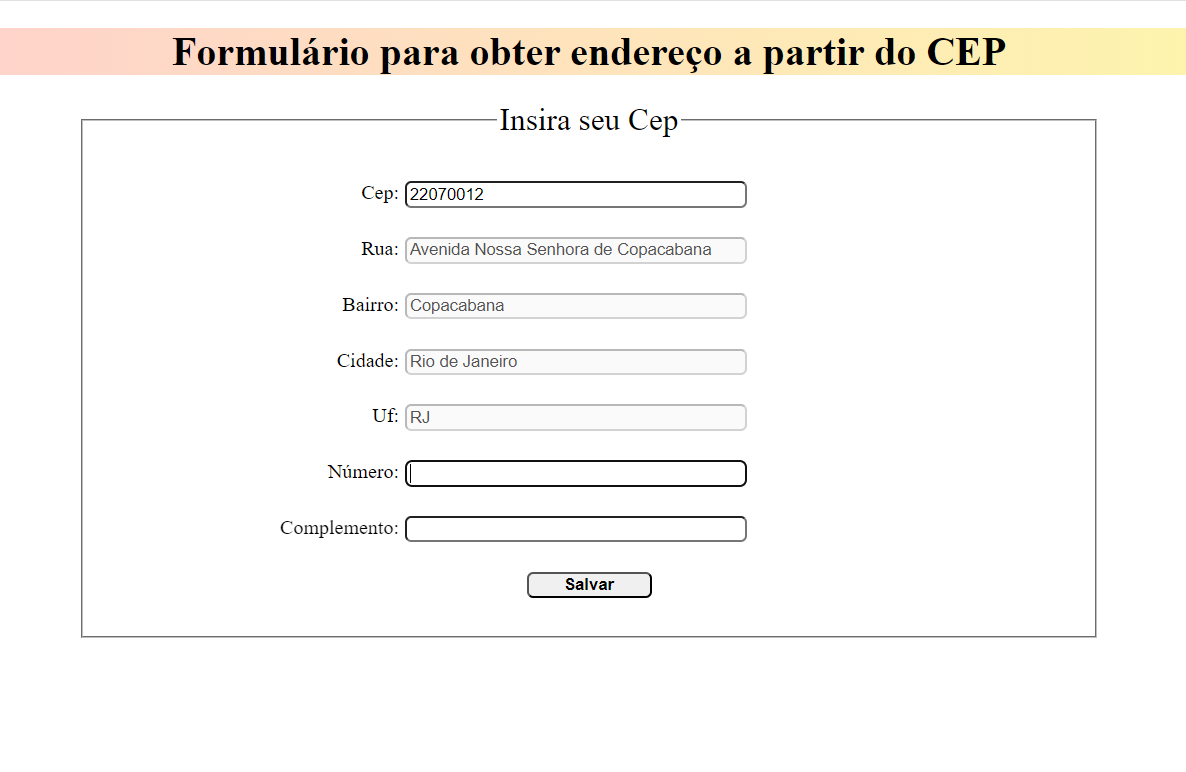 Formulário para obter endereço a partir do CEP
Insira seu Cep
Cep: 22070012
Rua: Avenida Nossa Senhora de Copacabana
Bairro: Copacabana
Cidade: Rio de Janeiro
Uf: RJ
Número:
Complemento:
Salvar